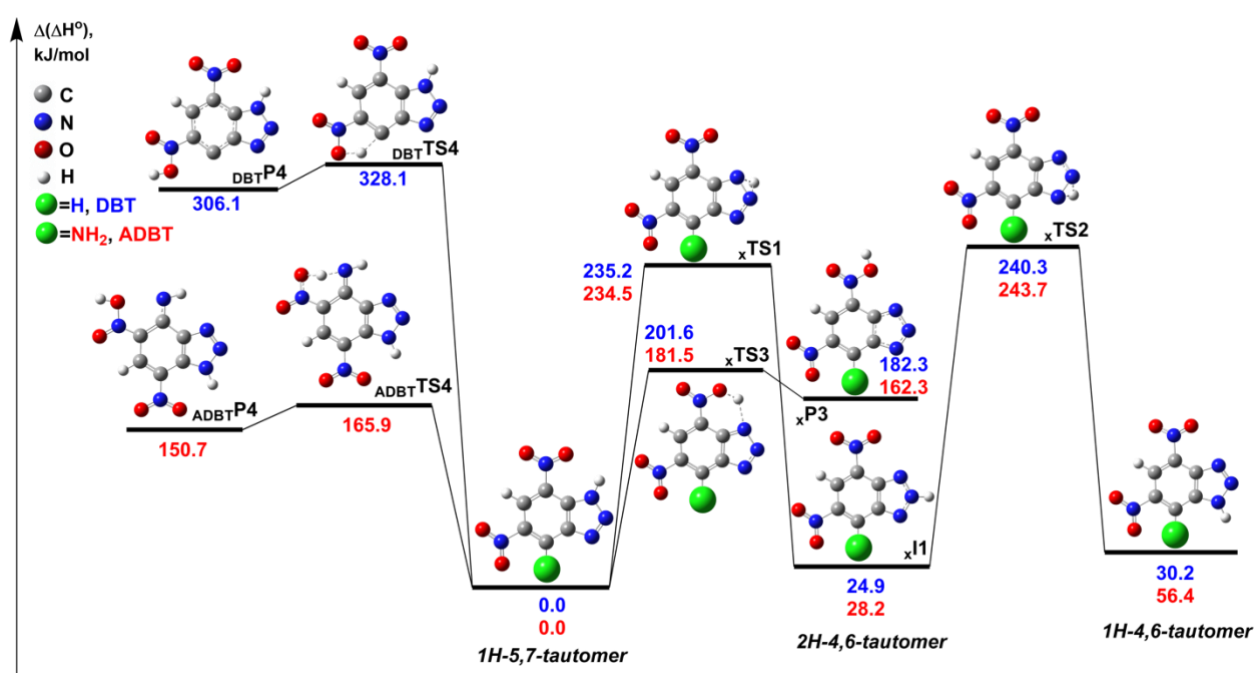 Δ(ΔHº),
kJ/mol
C
N
O
H
=H, DBT
=NH₂, ADBT
DBTP4
306.1
DBTTS4
328.1
ADBTP4
150.7
ADBTTS4
165.9
0.0
0.0
1H-5,7-tautomer
xTS1
235.2
234.5
201.6
181.5
xTS3
182.3
162.3
xP3
xI1
24.9
28.2
2H-4,6-tautomer
xTS2
240.3
243.7
30.2
56.4
1H-4,6-tautomer